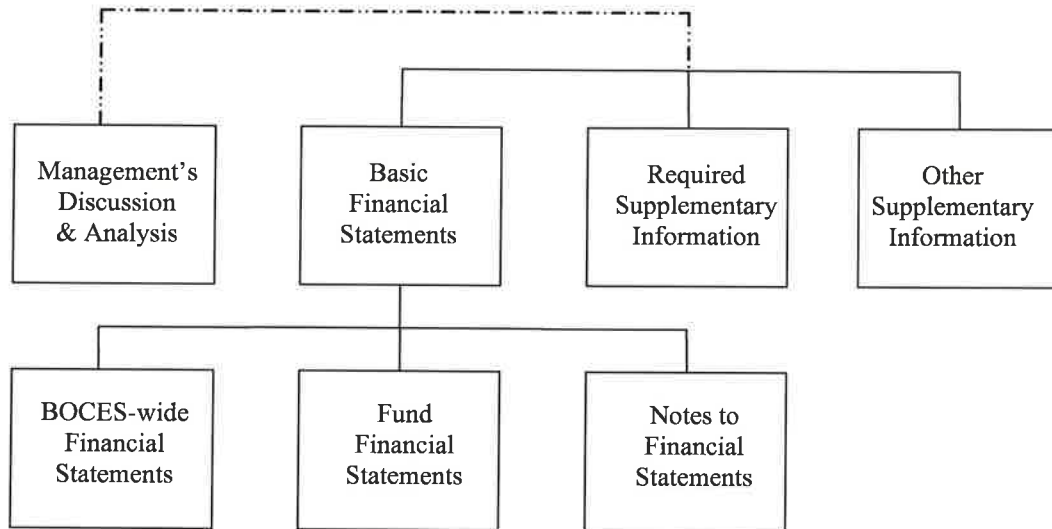 Management's
Discussion
& Analysis
Basic
Financial
Statements
Required
Supplementary
Information
Other
Supplementary
Information
BOCES-wide
Financial
Statements
Fund
Financial
Statements
Notes to
Financial
Statements